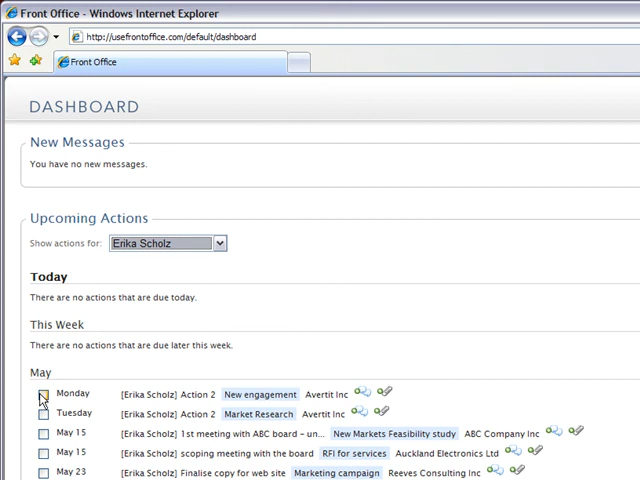 Front Office - Windows Internet Explorer
http://usefrontoffice.com/default/dashboard
Front Office
DASHBOARD
New Messages
You have no new messages.
Upcoming Actions
Show actions for: Erika Scholz
Today
There are no actions that are due today.
This Week
There are no actions that are due later this week.
May
Monday [Erika Scholz] Action 2 New engagement Avertit Inc
Tuesday [Erika Scholz] Action 2 Market Research Avertit Inc
May 15 [Erika Scholz] 1st meeting with ABC board – un... New Markets Feasibility study ABC Company Inc
May 15 [Erika Scholz] scoping meeting with the board RFI for services Auckland Electronics Ltd
May 23 [Erika Scholz] Finalise copy for web site Marketing campaign Reeves Consulting Inc